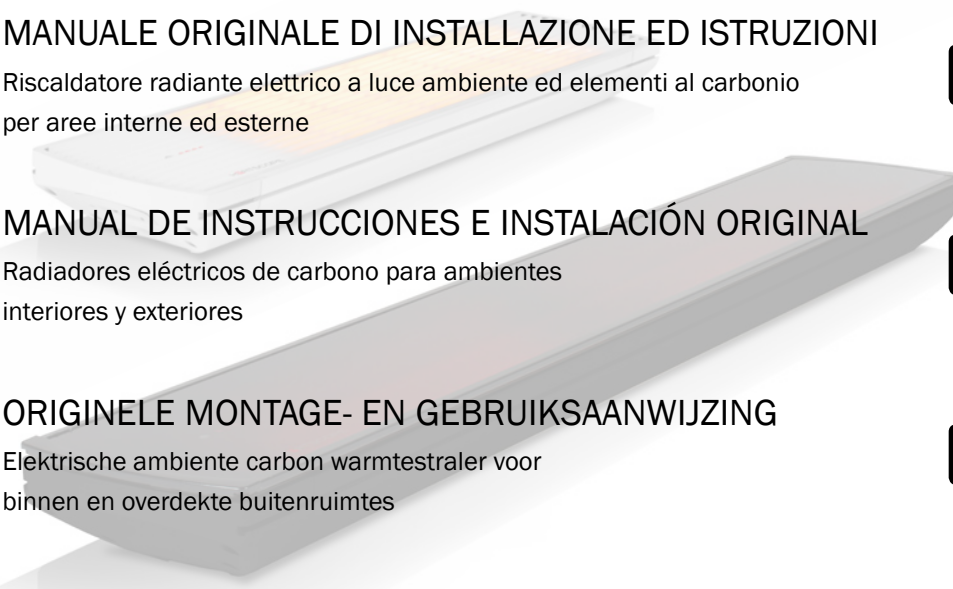 MANUALE ORIGINALE DI INSTALLAZIONE ED ISTRUZIONI
Riscaldatore radiante elettrico a luce ambiente ed elementi al carbonio
per aree interne ed esterne
MANUAL DE INSTRUCCIONES E INSTALACIÓN ORIGINAL
Radiadores eléctricos de carbono para ambientes
interiores y exteriores
ORIGINELE MONTAGE- EN GEBRUIKSAANWIJZING
Elektrische ambiente carbon warmtestraler voor
binnen en overdekte buitenruimtes